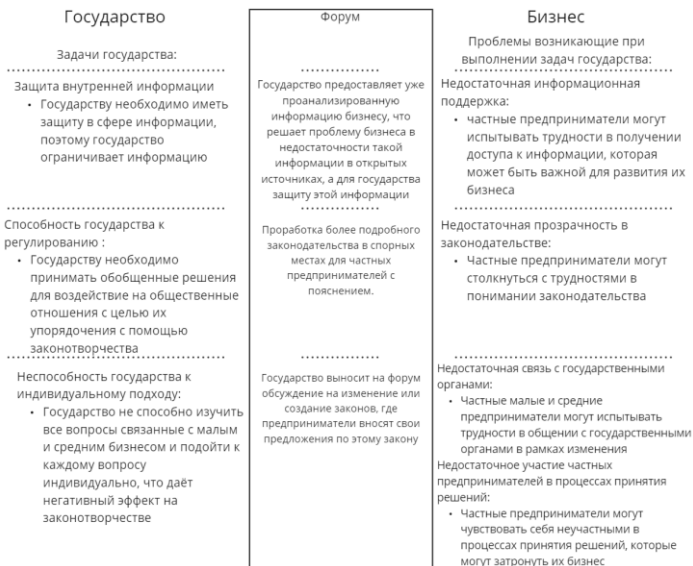 Государство
Задачи государства:
Защита внутренней информации
• Государству необходимо иметь
защиту в сфере информации,
поэтому государство
ограничивает информацию
Способность государства к
регулированию :
• Государству необходимо
принимать обобщенные решения
для воздействие на общественные
отношения с целью их
упорядочения с помощью
законотворчества
Неспособность государства к
индивидуальному подходу:
• Государство не способно изучить
все вопросы связанные с малым
и средним бизнесом и подойти к
каждому вопросу
индивидуально, что даёт
негативный эффект на
законотворчестве
Форум
Государство предоставляет уже
проанализированную
информацию бизнесу, что
решает проблему бизнеса в
недостаточности такой
информации в открытых
источниках, а для государства
защиту этой информации
Проработка более подробного
законодательства в спорных
местах для частных
предпринимателей с
пояснением.
Государство выносит на форум
обсуждение на изменение или
создание законов, где
предприниматели вносят свои
предложения по этому закону
Бизнес
Проблемы возникающие при
выполнении задач государства:
Недостаточная информационная
поддержка:
• частные предприниматели могут
испытывать трудности в получении
доступа к информации, которая
может быть важной для развития их
бизнеса
Недостаточная прозрачность в
законодательстве:
• Частные предприниматели могут
столкнуться с трудностями в
понимании законодательства
Недостаточная связь с государственными
органами:
• Частные малые и средние
предприниматели могут испытывать
трудности в общении с государственными
органами в рамках изменения
Недостаточное участие частных
предпринимателей в процессах принятия
решений:
• Частные предприниматели могут
чувствовать себя неучастными в
процессах принятия решений, которые
могут затронуть их бизнес